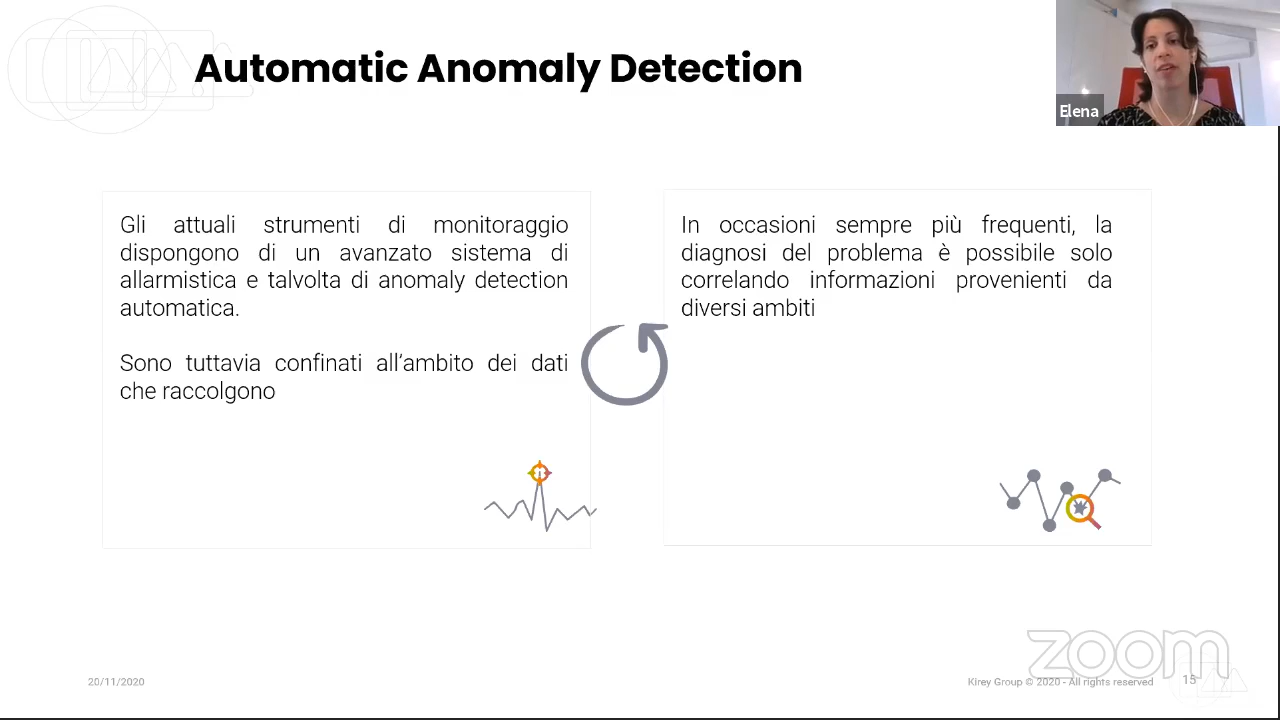 Automatic Anomaly Detection
Elena
Gli attuali strumenti di monitoraggio
dispongono di un avanzato sistema di
allarmistica e talvolta di anomaly detection
automatica.
Sono tuttavia confinati all’ambito dei dati
che raccolgono
In occasioni sempre più frequenti, la
diagnosi del problema è possibile solo
correlando informazioni provenienti da
diversi ambiti
zoom
20/11/2020
Kirey Group © 2020 - All rights reserved
15